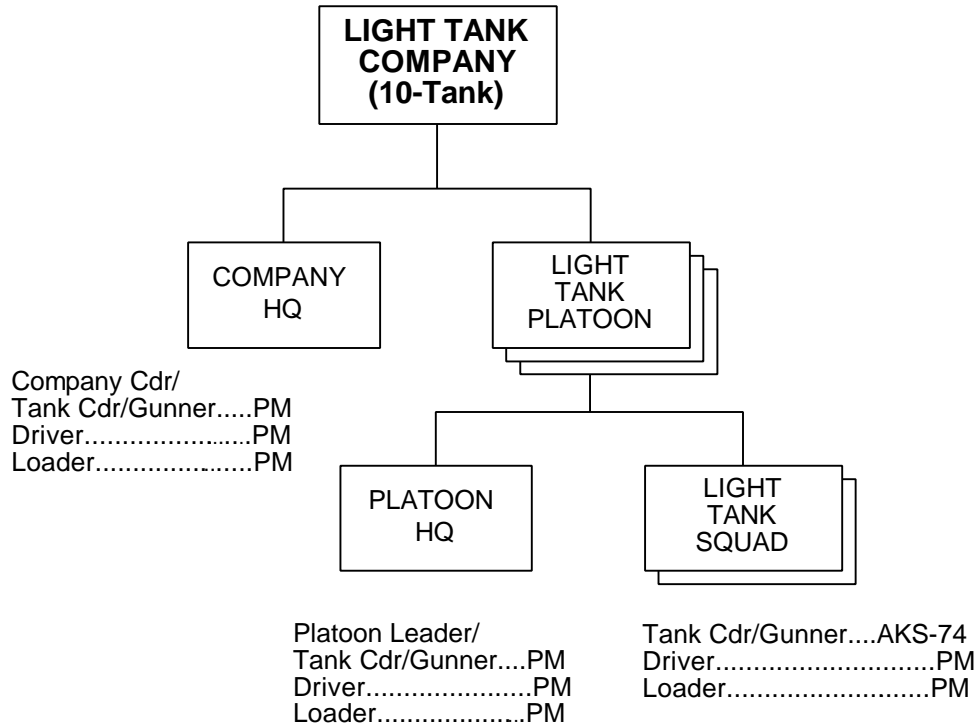 LIGHT TANK
COMPANY
(10-Tank)
COMPANY
HQ
LIGHT
TANK
PLATOON
Company Cdr/
Tank Cdr/Gunner.....PM
Driver.......................PM
Loader.......................PM
PLATOON
HQ
LIGHT
TANK
SQUAD
Platoon Leader/
Tank Cdr/Gunner....PM
Driver.......................PM
Loader.......................PM
Tank Cdr/Gunner....AKS-74
Driver............................PM
Loader............................PM